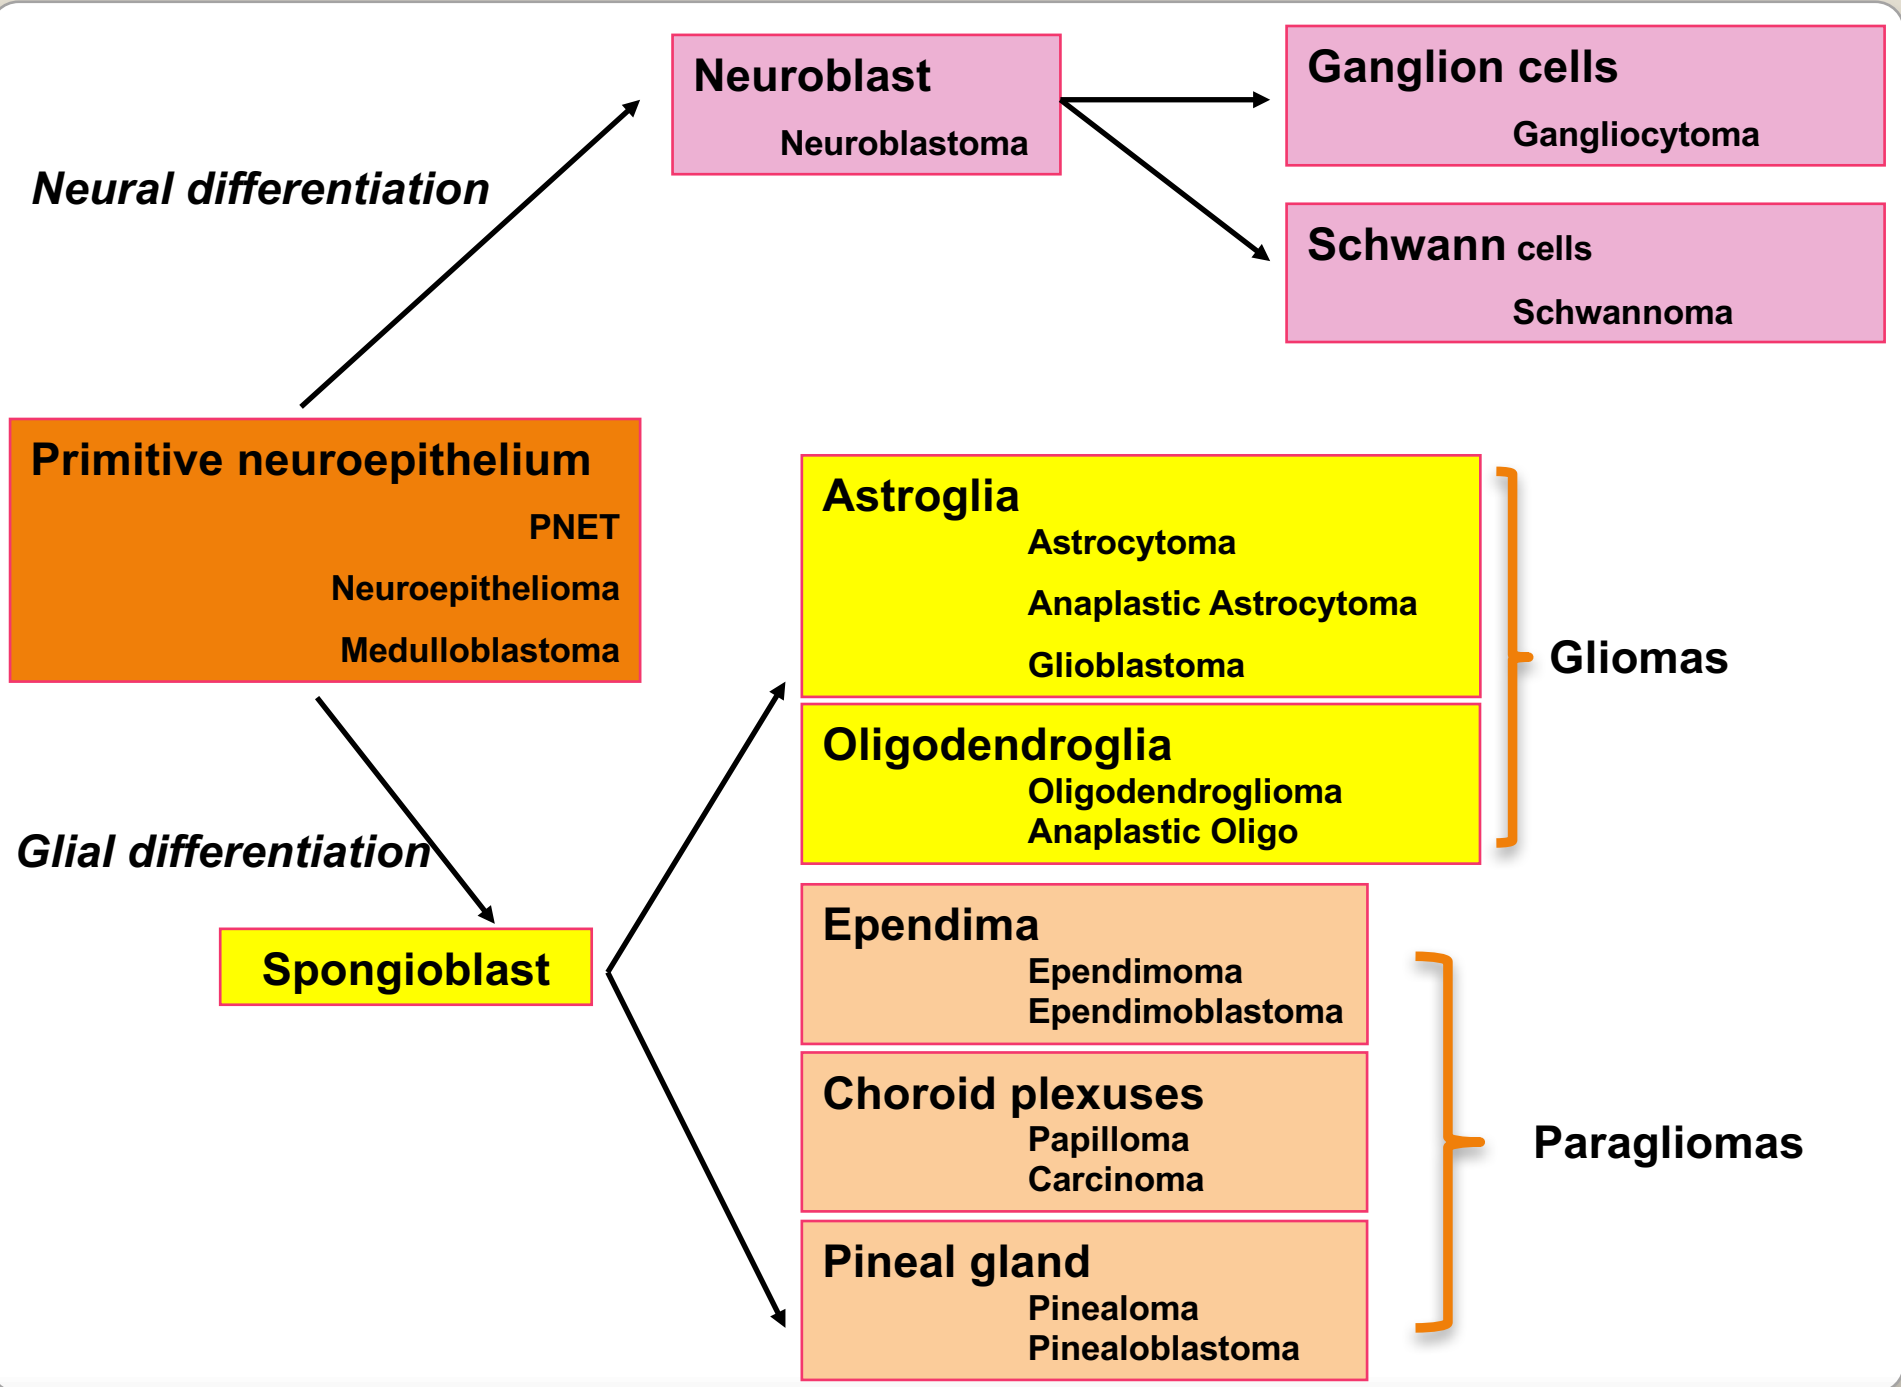 Neuroblast
Neuroblastoma
Ganglion cells
Gangliocytoma
Schwann cells
Schwannoma
Neural differentiation
Primitive neuroepithelium
PNET
Neuroepithelioma
Medulloblastoma
Glial differentiation
Spongioblast
Astroglia
Astrocytoma
Anaplastic Astrocytoma
Glioblastoma
Oligodendroglia
Oligodendroglioma
Anaplastic Oligo
Gliomas
Ependima
Ependimoma
Ependimoblastoma
Choroid plexuses
Papilloma
Carcinoma
Pineal gland
Pinealoma
Pinealoblastoma
Paragliomas